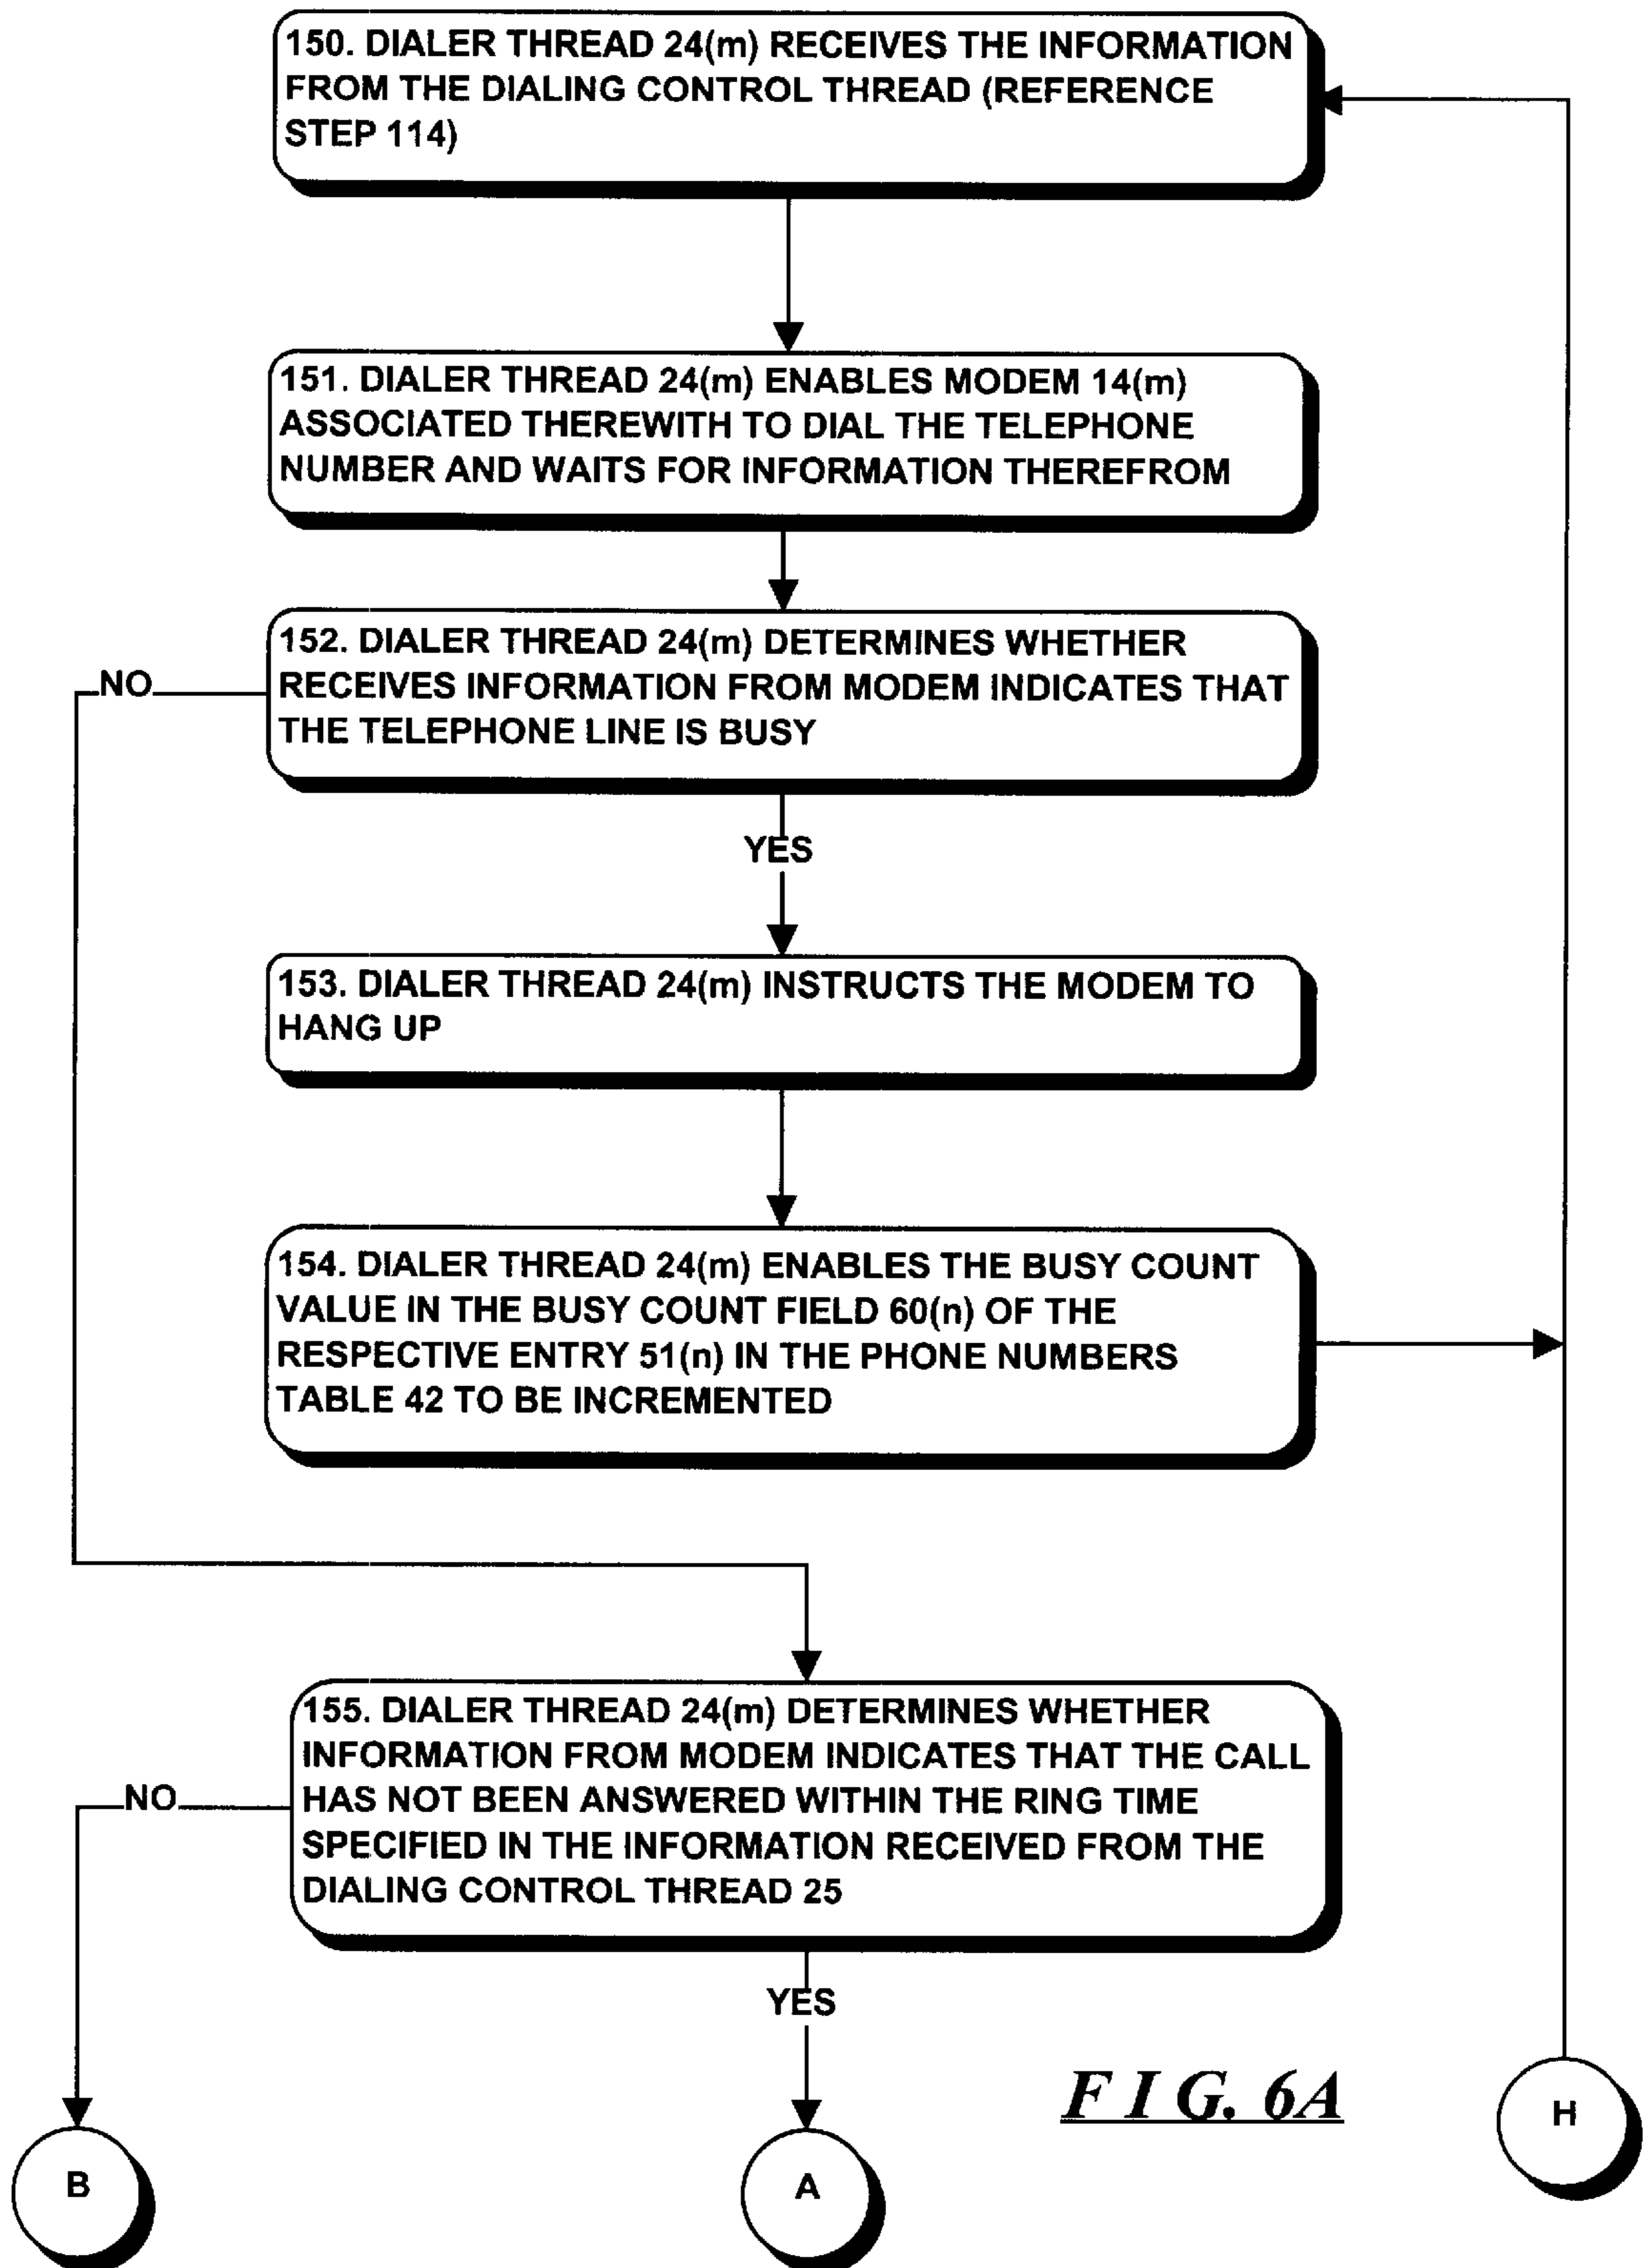 150. DIALER THREAD 24(m) RECEIVES THE INFORMATION
FROM THE DIALING CONTROL THREAD (REFERENCE
STEP 114)
151. DIALER THREAD 24(m) ENABLES MODEM 14(m)
ASSOCIATED THEREWITH TO DIAL THE TELEPHONE
NUMBER AND WAITS FOR INFORMATION THEREFROM
152. DIALER THREAD 24(m) DETERMINES WHETHER
RECEIVES INFORMATION FROM MODEM INDICATES THAT
THE TELEPHONE LINE IS BUSY
NO
YES
153. DIALER THREAD 24(m) INSTRUCTS THE MODEM TO
HANG UP
154. DIALER THREAD 24(m) ENABLES THE BUSY COUNT
VALUE IN THE BUSY COUNT FIELD 60(n) OF THE
RESPECTIVE ENTRY 51(n) IN THE PHONE NUMBERS
TABLE 42 TO BE INCREMENTED
155. DIALER THREAD 24(m) DETERMINES WHETHER
INFORMATION FROM MODEM INDICATES THAT THE CALL
HAS NOT BEEN ANSWERED WITHIN THE RING TIME
SPECIFIED IN THE INFORMATION RECEIVED FROM THE
DIALING CONTROL THREAD 25
NO
YES
FIG. 6A
B
A
H